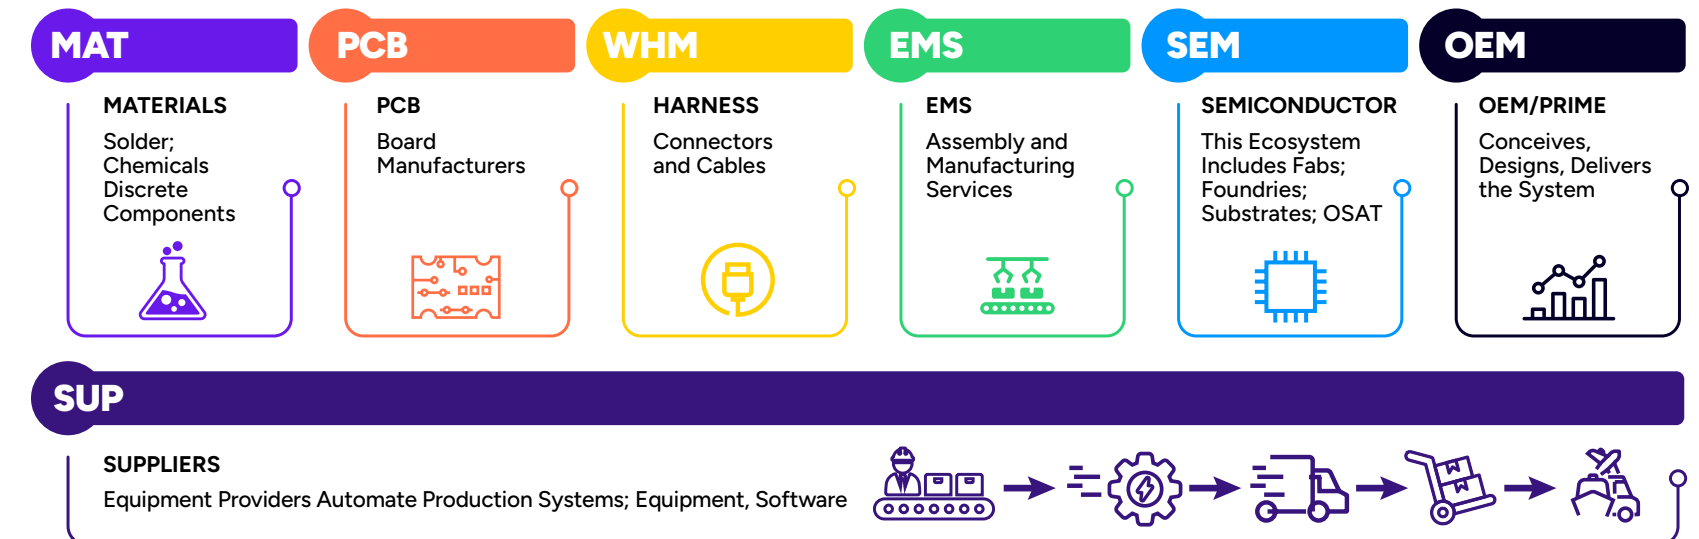 MAT
PCB
WHM
EMS
SEM
OEM
MATERIALS
Solder;
Chemicals
Discrete
Components
PCB
Board
Manufacturers
HARNESS
Connectors
and Cables
EMS
Assembly and
Manufacturing
Services
SEMICONDUCTOR
This Ecosystem
Includes Fabs;
Foundries;
Substrates; OSAT
OEM/PRIME
Conceives,
Designs, Delivers
the System
SUP
SUPPLIERS
Equipment Providers Automate Production Systems; Equipment, Software